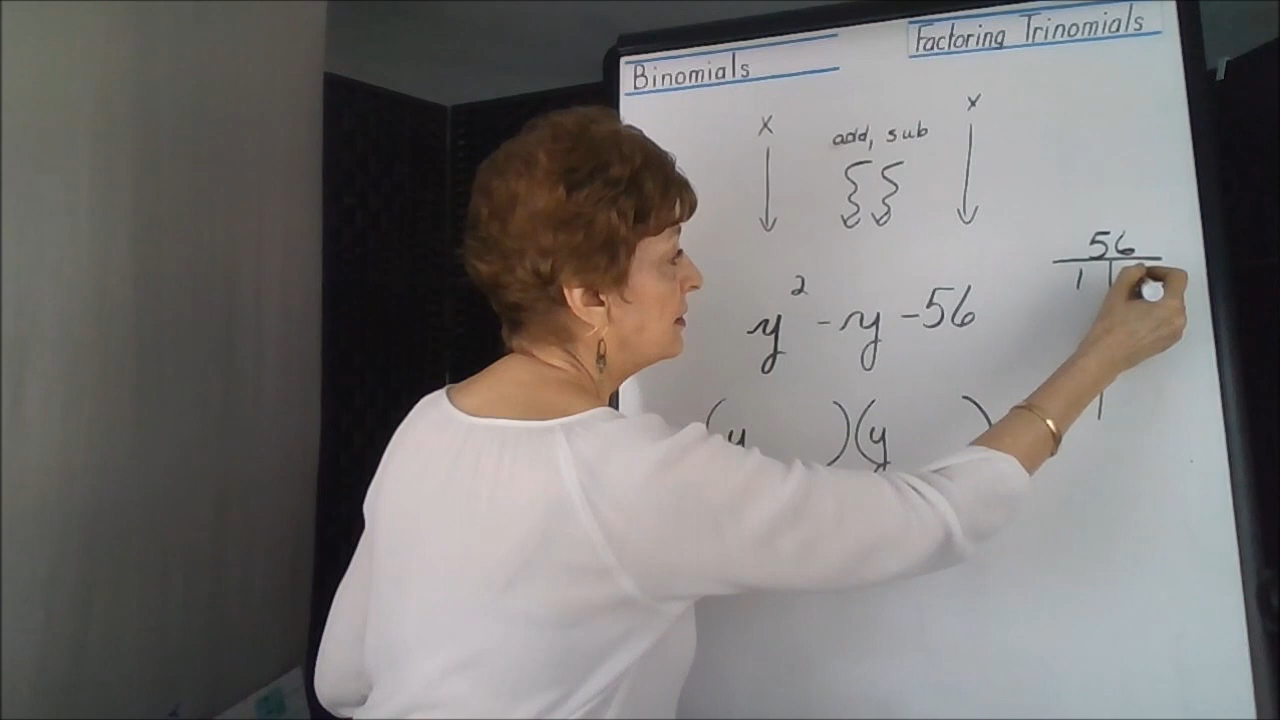 Binomials
Factoring Trinomials
x
add, sub
x
y² - y - 56
(y )(y )
56
1